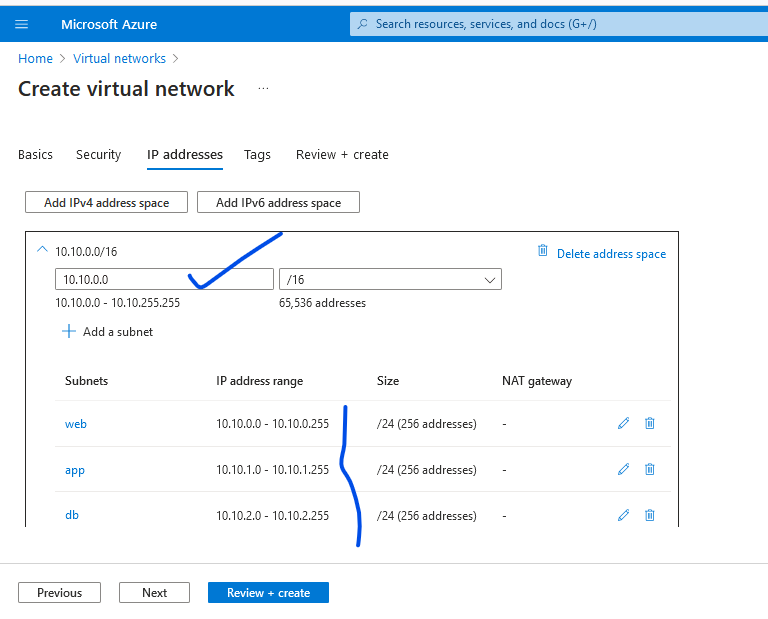 Microsoft Azure
Search resources, services, and docs (G+/)
Home > Virtual networks >
Create virtual network ...
Basics Security IP addresses Tags Review + create
Add IPv4 address space Add IPv6 address space
10.10.0.0/16 Delete address space
10.10.0.0 /16
10.10.0.0 - 10.10.255.255 65,536 addresses
+ Add a subnet
Subnets IP address range Size NAT gateway
web 10.10.0.0 - 10.10.0.255 /24 (256 addresses) -
app 10.10.1.0 - 10.10.1.255 /24 (256 addresses) -
db 10.10.2.0 - 10.10.2.255 /24 (256 addresses) -
Previous Next Review + create